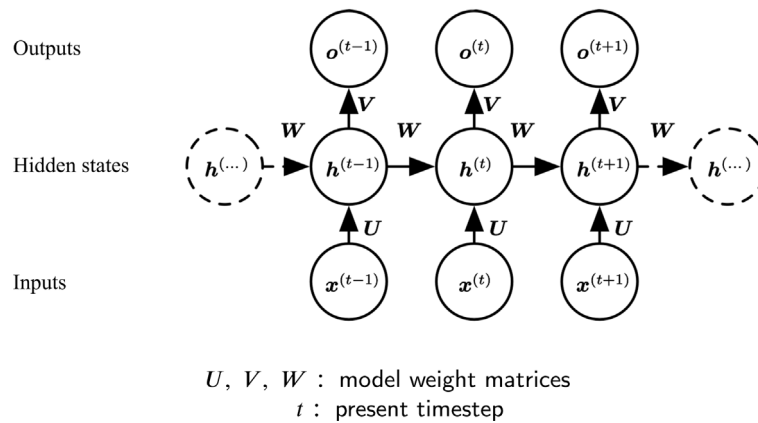 Outputs o^(t−1) o^(t) o^(t+1)
V V V
W W W W
Hidden states h^(...) h^(t−1) h^(t) h^(t+1) h^(...)
U U U
Inputs x^(t−1) x^(t) x^(t+1)
U, V, W : model weight matrices
t : present timestep